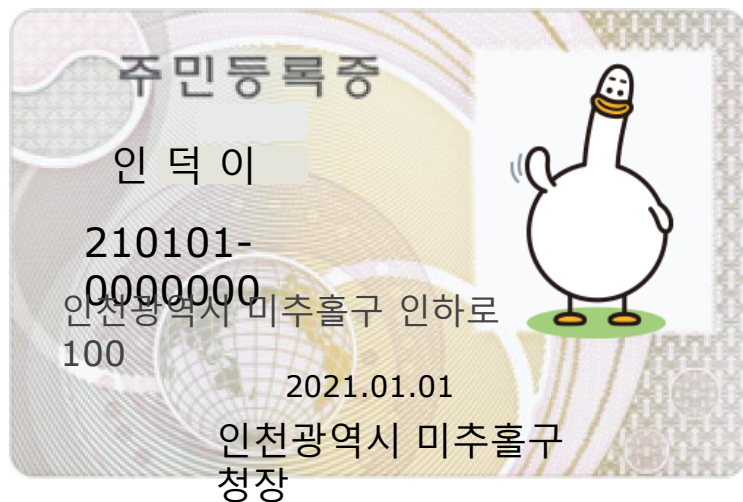 주민등록증
인 덕 이
210101-
0000000
인천광역시 미추홀구 인하로
100
2021.01.01
인천광역시 미추홀구
청장